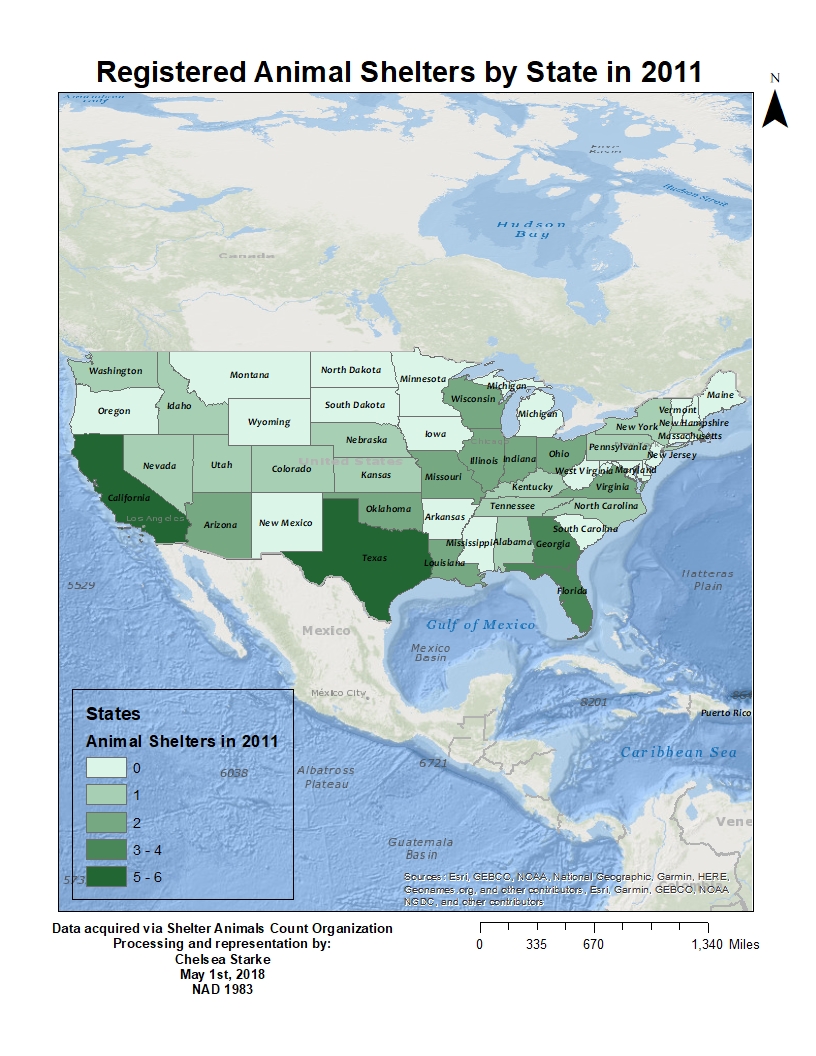 Registered Animal Shelters by State in 2011
N
Hudson Strait
Hudson
Bay
Canada
Washington
Montana
North Dakota
Minnesota
Michigan
Maine
Oregon
Idaho
South Dakota
Wisconsin
Michigan
Vermont
Wyoming
Iowa
New York
New Hampshire
Massachusetts
Nebraska
Chicago
Pennsylvania
New Jersey
Nevada
Utah
Colorado
United States
Kansas
Missouri
Illinois
Indiana
Ohio
West Virginia
Maryland
Virginia
Kentucky
California
Los Angeles
Arizona
New Mexico
Oklahoma
Arkansas
Tennessee
North Carolina
South Carolina
Texas
Louisiana
Mississippi
Alabama
Georgia
Florida
5529
Hatteras
Plain
Mexico
Gulf of Mexico
Mexico
Basin
México City
8201
Puerto Rico
Caribbean Sea
6721
Albatross
Plateau
6038
Guatemala
Basin
Vene
States
Animal Shelters in 2011
0
1
2
3 - 4
5 - 6
573
Sources: Esri, GEBCO, NOAA, National Geographic, Garmin, HERE,
Geonames.org, and other contributors, Esri, Garmin, GEBCO, NOAA
NGDC, and other contributors
Data acquired via Shelter Animals Count Organization
Processing and representation by:
Chelsea Starke
May 1st, 2018
NAD 1983
0 335 670 1,340 Miles